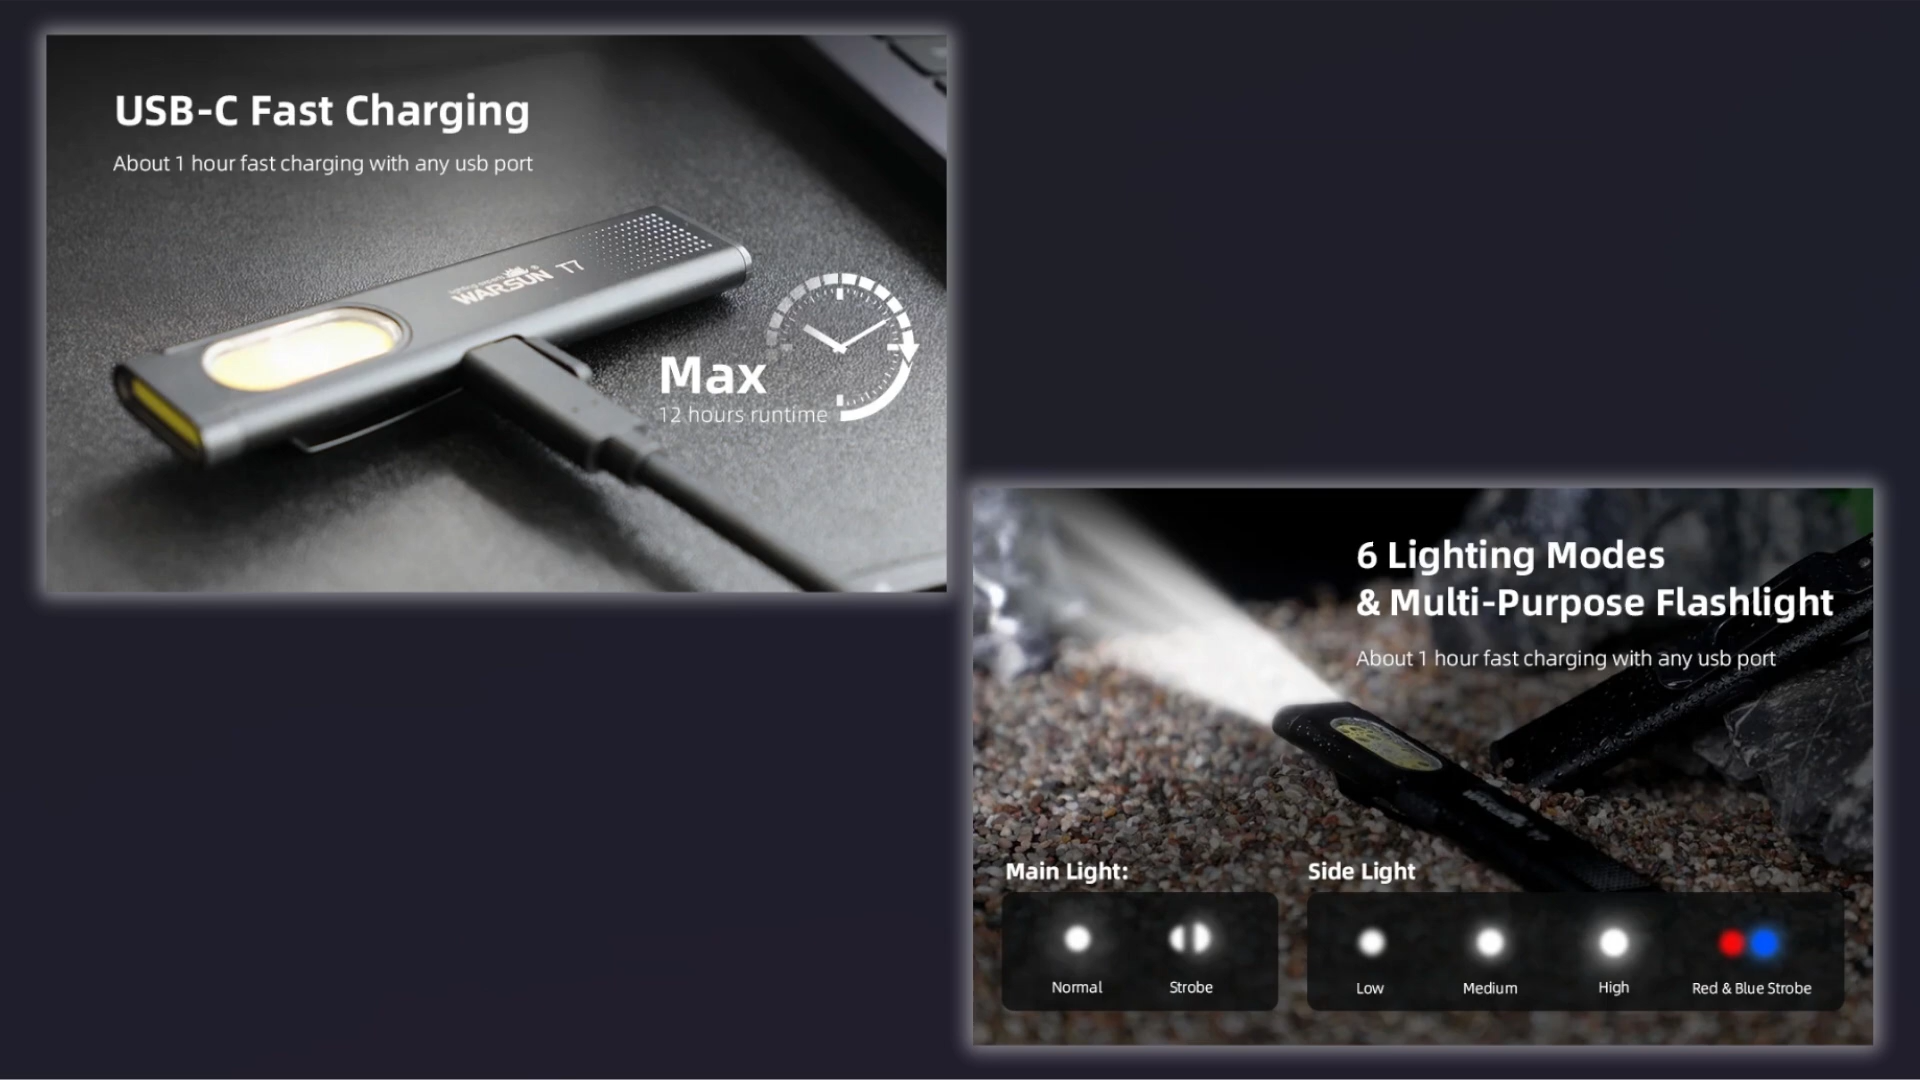 USB-C Fast Charging
About 1 hour fast charging with any usb port
WARSUN T7
Max
12 hours runtime
6 Lighting Modes
& Multi-Purpose Flashlight
About 1 hour fast charging with any usb port
Main Light:
Side Light
Normal
Strobe
Low
Medium
High
Red & Blue Strobe